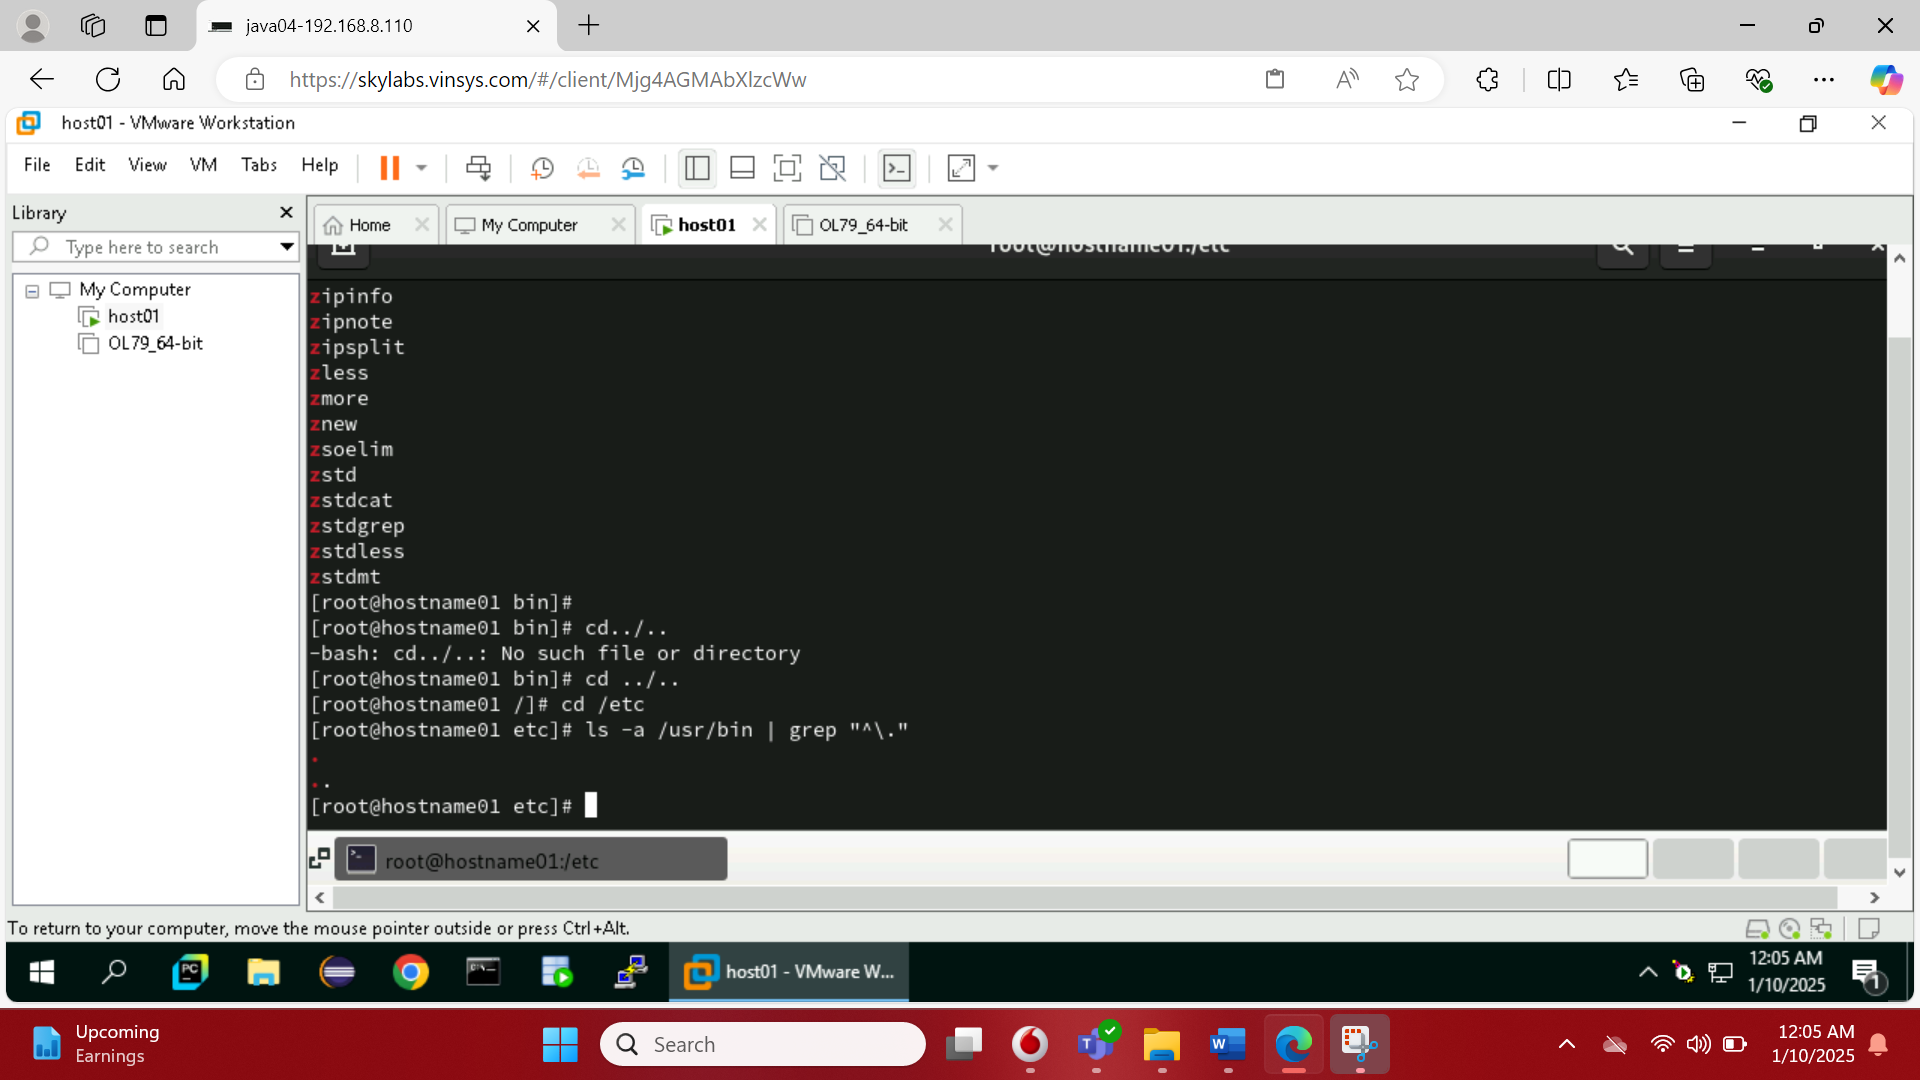 java04-192.168.8.110
https://skylabs.vinsys.com/#/client/Mjg4AGMAbXlzcWw
host01 - VMware Workstation
File Edit View VM Tabs Help
Library
Type here to search
My Computer
host01
OL79_64-bit
Home
My Computer
host01
OL79_64-bit
root@hostname01:/etc
zipinfo
zipnote
zipsplit
zless
zmore
znew
zsoelim
zstd
zstdcat
zstdgrep
zstdless
zstdmt
[root@hostname01 bin]#
[root@hostname01 bin]# cd../..
-bash: cd../..: No such file or directory
[root@hostname01 bin]# cd ../..
[root@hostname01 /]# cd /etc
[root@hostname01 etc]# ls -a /usr/bin | grep "^\."
.
..
[root@hostname01 etc]#
root@hostname01:/etc
To return to your computer, move the mouse pointer outside or press Ctrl+Alt.
host01 - VMware W...
12:05 AM
1/10/2025
1
Upcoming
Earnings
Search
12:05 AM
1/10/2025